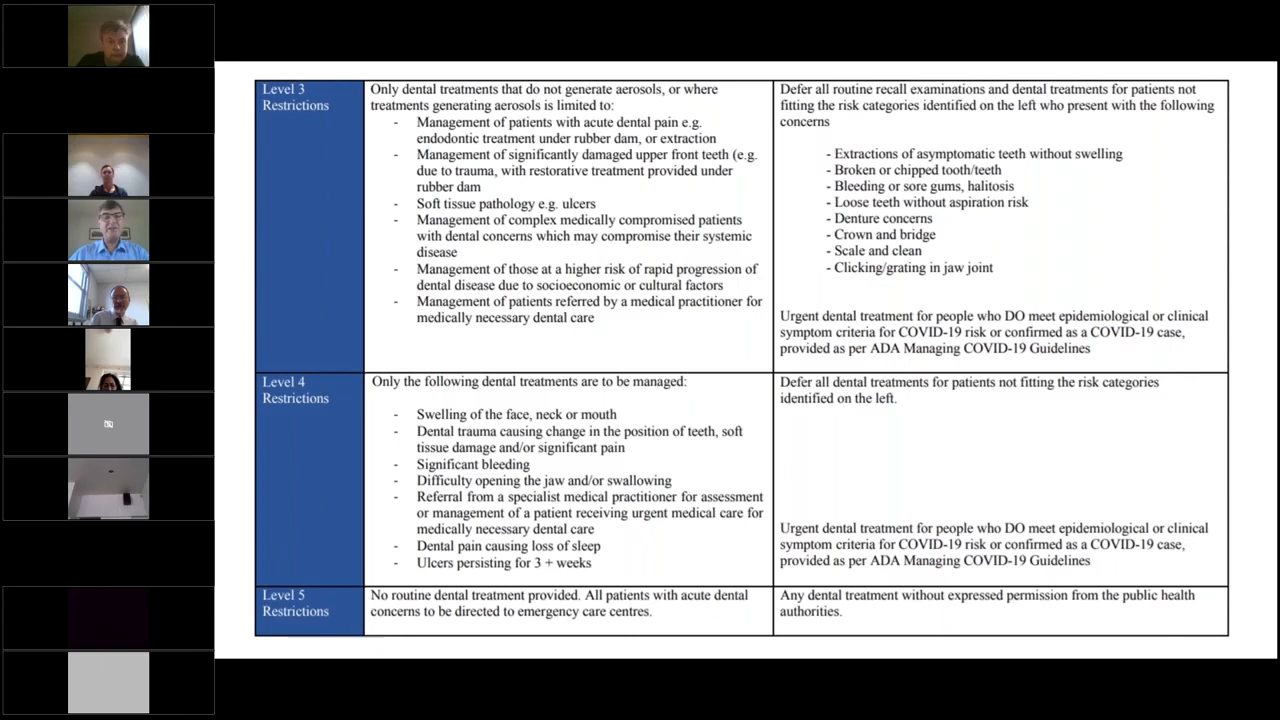 Level 3
Restrictions
Only dental treatments that do not generate aerosols, or where
treatments generating aerosols is limited to:
- Management of patients with acute dental pain e.g.
endodontic treatment under rubber dam, or extraction
- Management of significantly damaged upper front teeth (e.g.
due to trauma, with restorative treatment provided under
rubber dam
- Soft tissue pathology e.g. ulcers
- Management of complex medically compromised patients
with dental concerns which may compromise their systemic
disease
- Management of those at a higher risk of rapid progression of
dental disease due to socioeconomic or cultural factors
- Management of patients referred by a medical practitioner for
medically necessary dental care
Defer all routine recall examinations and dental treatments for patients not
fitting the risk categories identified on the left who present with the following
concerns
- Extractions of asymptomatic teeth without swelling
- Broken or chipped tooth/teeth
- Bleeding or sore gums, halitosis
- Loose teeth without aspiration risk
- Denture concerns
- Crown and bridge
- Scale and clean
- Clicking/grating in jaw joint
Urgent dental treatment for people who DO meet epidemiological or clinical
symptom criteria for COVID-19 risk or confirmed as a COVID-19 case,
provided as per ADA Managing COVID-19 Guidelines
Level 4
Restrictions
Only the following dental treatments are to be managed:
- Swelling of the face, neck or mouth
- Dental trauma causing change in the position of teeth, soft
tissue damage and/or significant pain
- Significant bleeding
- Difficulty opening the jaw and/or swallowing
- Referral from a specialist medical practitioner for assessment
or management of a patient receiving urgent medical care for
medically necessary dental care
- Dental pain causing loss of sleep
- Ulcers persisting for 3 + weeks
Defer all dental treatments for patients not fitting the risk categories
identified on the left.
Urgent dental treatment for people who DO meet epidemiological or clinical
symptom criteria for COVID-19 risk or confirmed as a COVID-19 case,
provided as per ADA Managing COVID-19 Guidelines
Level 5
Restrictions
No routine dental treatment provided. All patients with acute dental
concerns to be directed to emergency care centres.
Any dental treatment without expressed permission from the public health
authorities.